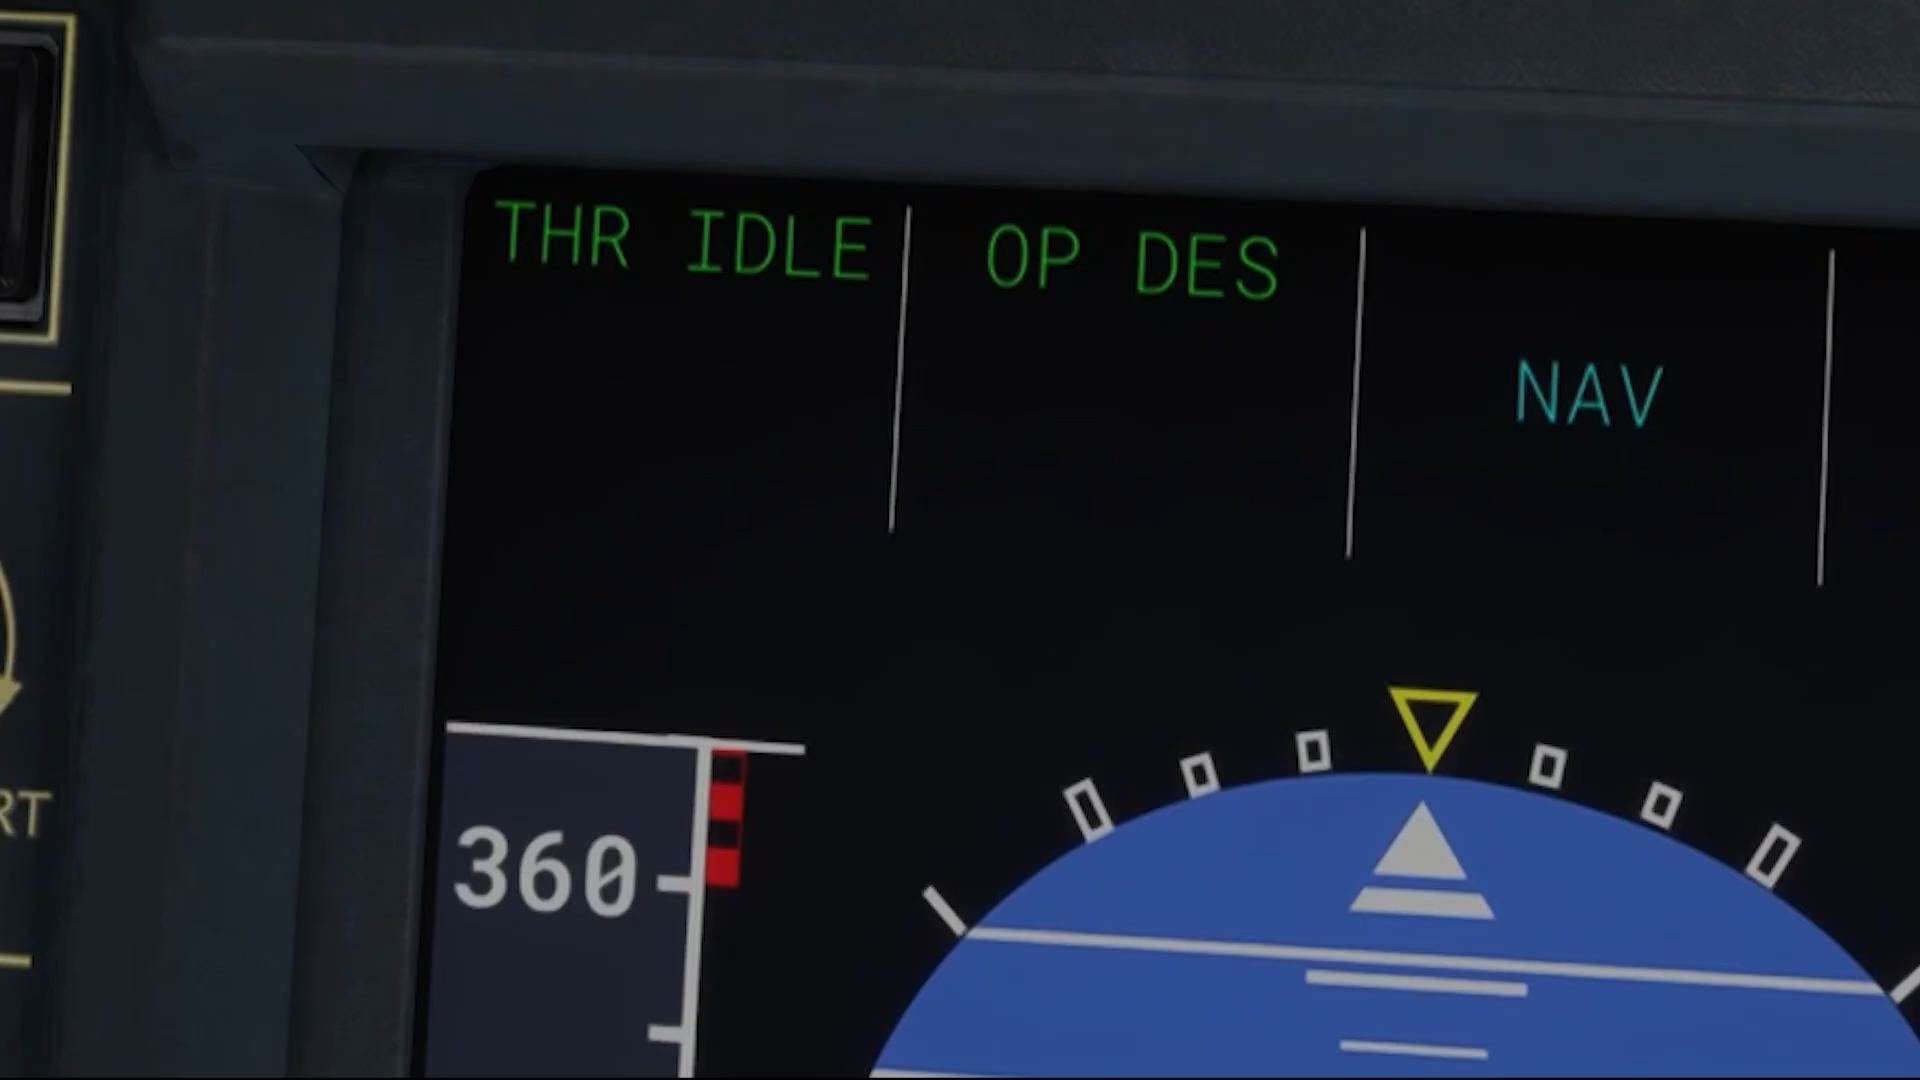 THR IDLE
OP DES
NAV
360
RT